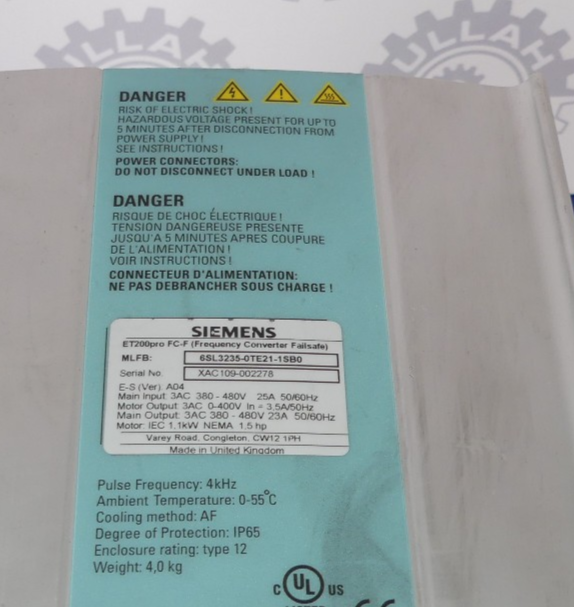 ULLAH
ULLAH
DANGER
RISK OF ELECTRIC SHOCK!
HAZARDOUS VOLTAGE PRESENT FOR UP TO
5 MINUTES AFTER DISCONNECTION FROM
POWER SUPPLY!
SEE INSTRUCTIONS!
POWER CONNECTORS:
DO NOT DISCONNECT UNDER LOAD !
DANGER
RISQUE DE CHOC ÉLECTRIQUE!
TENSION DANGEREUSE PRESENTE
JUSQU'A 5 MINUTES APRES COUPURE
DE L'ALIMENTATION!
VOIR INSTRUCTIONS!
CONNECTEUR D'ALIMENTATION:
NE PAS DEBRANCHER SOUS CHARGE !
SIEMENS
ET200pro FC-F (Frequency Converter Failsafe)
MLFB: 6SL3235-0TE21-1SB0
Serial No. XAC109-002278
E-S (Ver): A04
Main Input: 3AC 380 - 480V 25A 50/60Hz
Motor Output: 3AC 0-400V In = 3.5A/50Hz
Main Output: 3AC 380 - 480V 23A 50/60Hz
Motor: IEC 1.1kW NEMA 1.5 hp
Varey Road, Congleton, CW12 1PH
Made in United Kingdom
Pulse Frequency: 4kHz
Ambient Temperature: 0-55°C
Cooling method: AF
Degree of Protection: IP65
Enclosure rating: type 12
Weight: 4,0 kg
C UL US